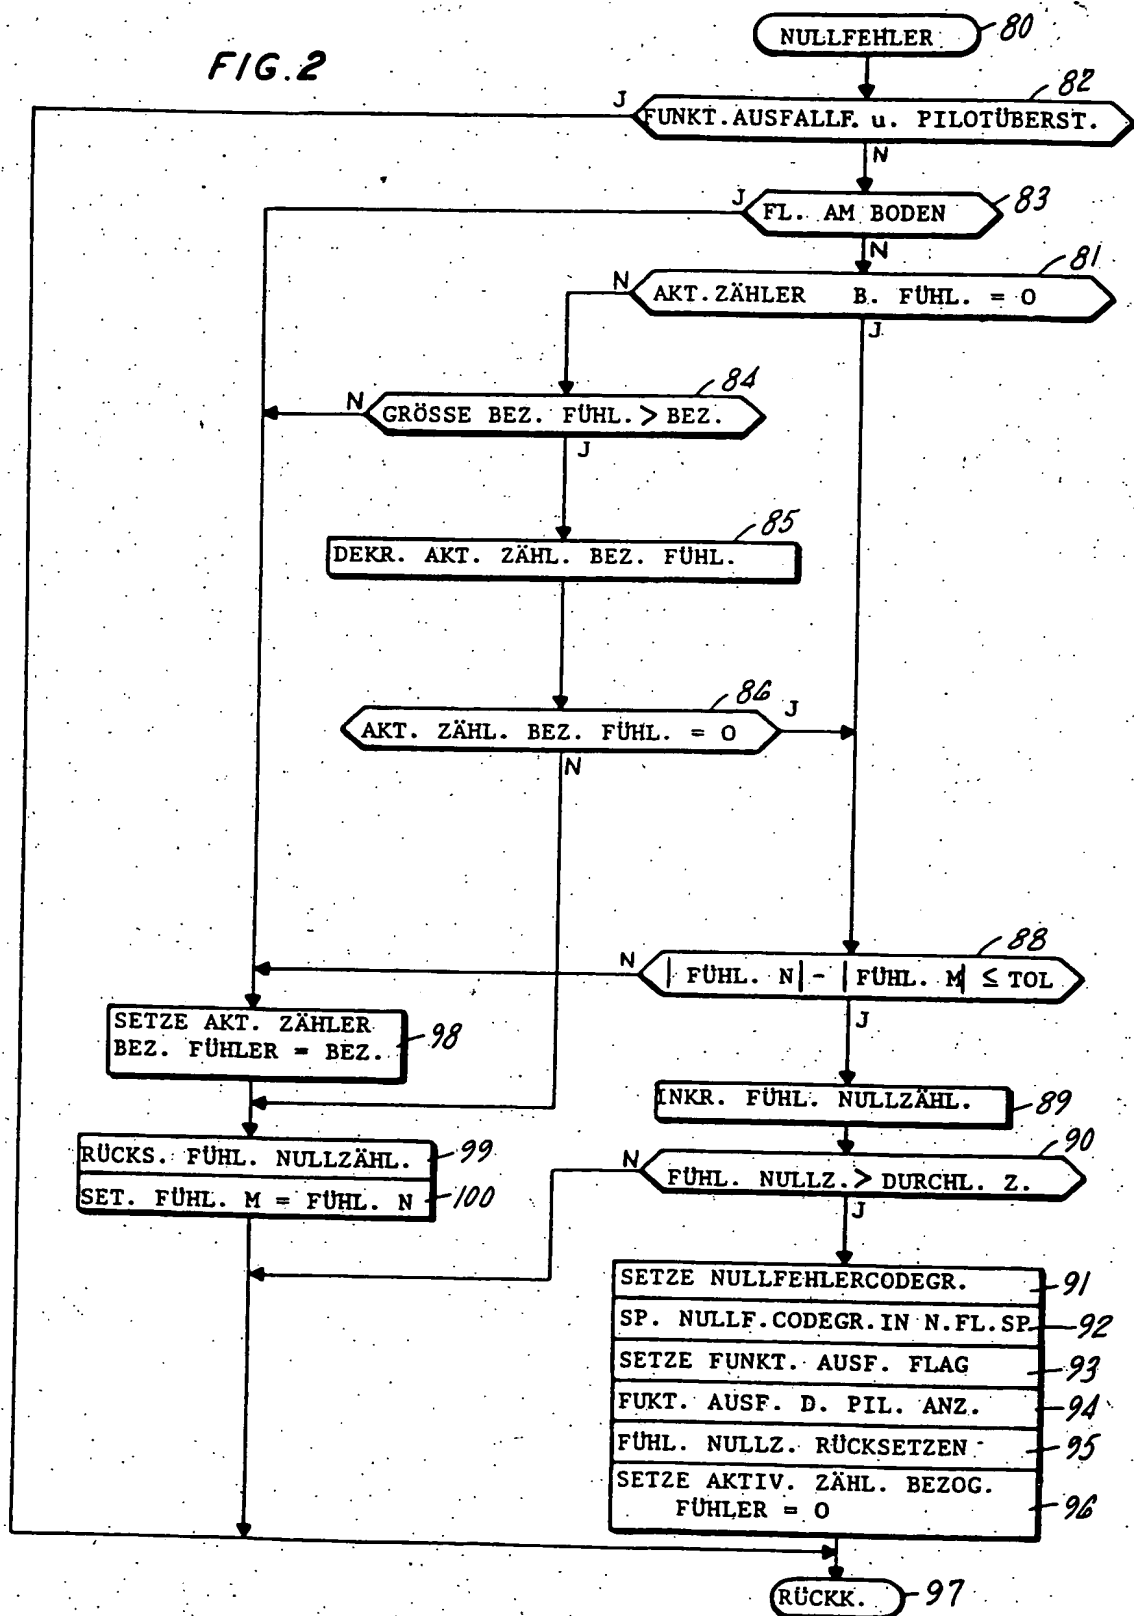 FIG. 2
NULLFEHLER
80
82
J
FUNKT.AUSFALLF. u. PILOTÜBERST.
N
J
FL. AM BODEN
83
N
81
N
AKT.ZÄHLER B. FÜHL. = 0
J
84
N
GRÖSSE BEZ. FÜHL. > BEZ.
J
85
DEKR. AKT. ZÄHL. BEZ. FÜHL.
86
J
AKT. ZÄHL. BEZ. FÜHL. = 0
N
88
N
| FÜHL. N| - | FÜHL. M| ≤ TOL
J
SETZE AKT. ZÄHLER
BEZ. FÜHLER = BEZ.
98
INKR. FÜHL. NULLZÄHL.
89
90
RÜCKS. FÜHL. NULLZÄHL.
99
N
FÜHL. NULLZ. > DURCHL. Z.
SET. FÜHL. M = FÜHL. N
100
J
SETZE NULLFEHLERCODEGR.
91
SP. NULLF.CODEGR.IN N.FL.SP
92
SETZE FUNKT. AUSF. FLAG
93
FUKT. AUSF. D. PIL. ANZ.
94
FÜHL. NULLZ. RÜCKSETZEN
95
SETZE AKTIV. ZÄHL. BEZOG.
FÜHLER = 0
96
RÜCKK.
97